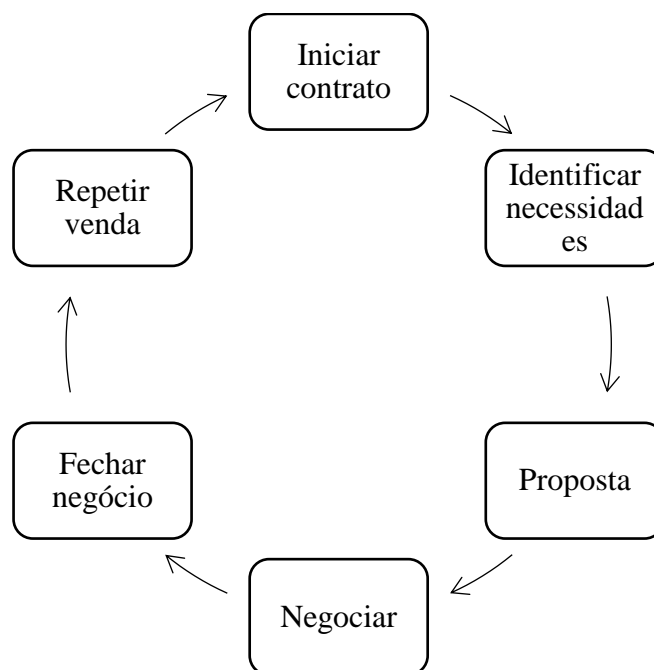 Iniciar
contrato
Identificar
necessidad
es
Proposta
Negociar
Fechar
negócio
Repetir
venda